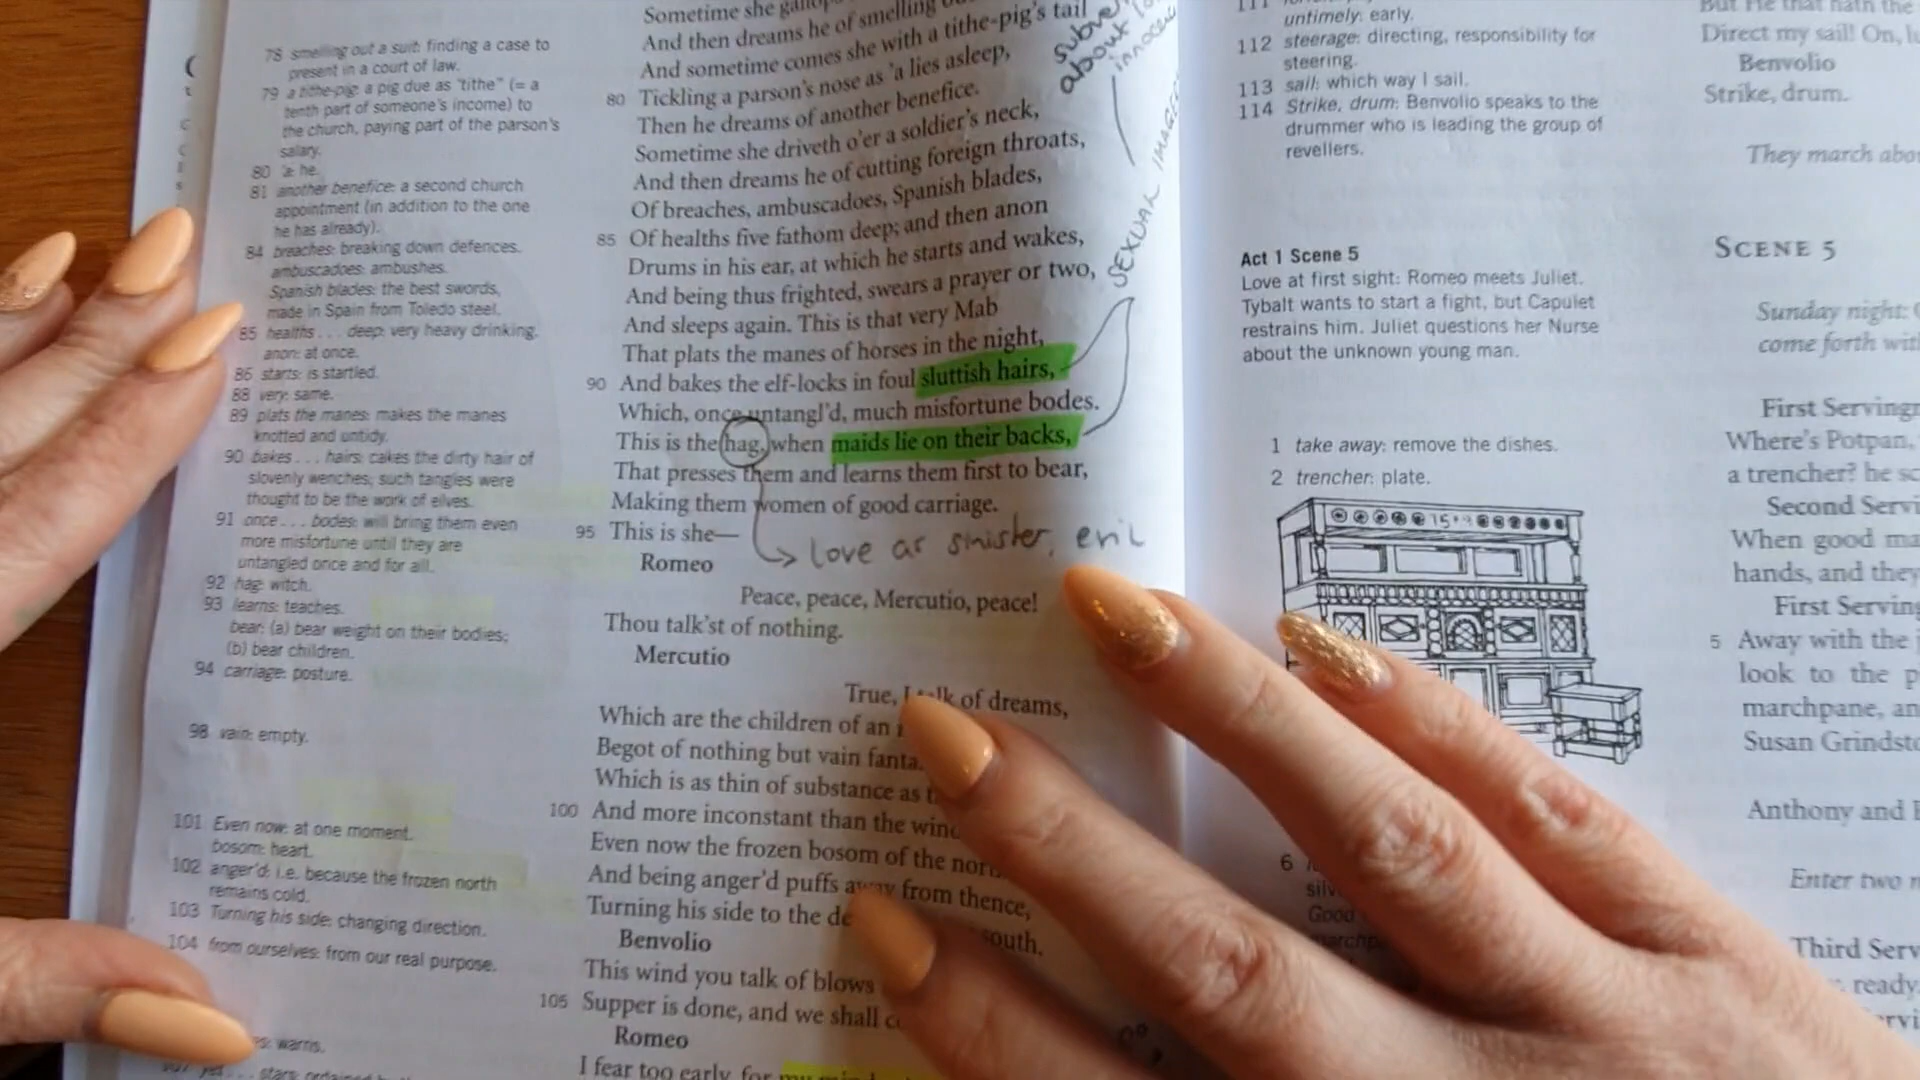 78 smelling out a suit: finding a case to
present in a court of law.
79 a tithe-pig: a pig due as "tithe" (= a
tenth part of someone's income) to
the church, paying part of the parson's
salary.
80 'a: he.
81 another benefice: a second church
appointment (in addition to the one
he has already).
84 breaches: breaking down defences.
ambuscadoes: ambushes.
Spanish blades: the best swords,
made in Spain from Toledo steel.
85 healths . . . deep: very heavy drinking.
anon: at once.
86 starts: is startled.
88 very: same.
89 plats the manes: makes the manes
knotted and untidy.
90 bakes . . . hairs: cakes the dirty hair of
slovenly wenches; such tangles were
thought to be the work of elves.
91 once . . . bodes: will bring them even
more misfortune until they are
untangled once and for all.
92 hag: witch.
93 learns: teaches.
bear: (a) bear weight on their bodies;
(b) bear children.
94 carriage: posture.
98 vain: empty.
101 Even now: at one moment.
bosom: heart.
102 anger'd: i.e. because the frozen north
remains cold.
103 Turning his side: changing direction.
104 from ourselves: from our real purpose.
warns.
Sometime she
And then dreams he of smelling
And sometime comes she with a tithe-pig's tail
80 Tickling a parson's nose as 'a lies asleep,
Then he dreams of another benefice.
Sometime she driveth o'er a soldier's neck,
And then dreams he of cutting foreign throats,
Of breaches, ambuscadoes, Spanish blades,
85 Of healths five fathom deep; and then anon
Drums in his ear, at which he starts and wakes,
And being thus frighted, swears a prayer or two,
And sleeps again. This is that very Mab
That plats the manes of horses in the night,
90 And bakes the elf-locks in foul sluttish hairs,
Which, once untangl'd, much misfortune bodes.
This is the hag, when maids lie on their backs,
That presses them and learns them first to bear,
Making them women of good carriage.
95 This is she—
love as sinister, evil
Romeo
Peace, peace, Mercutio, peace!
Thou talk'st of nothing.
Mercutio
True, I talk of dreams,
Which are the children of an
Begot of nothing but vain
Which is as thin of substance as
100 And more inconstant than the
Even now the frozen bosom of the
And being anger'd puffs away from thence,
Turning his side to the
south.
Benvolio
This wind you talk of blows
105 Supper is done, and we shall
Romeo
I fear too early, for my
about
SEXUAL
untimely: early.
112 steerage: directing, responsibility for
steering.
113 sail: which way I sail.
114 Strike, drum: Benvolio speaks to the
drummer who is leading the group of
revellers.
Act 1 Scene 5
Love at first sight: Romeo meets Juliet.
Tybalt wants to start a fight, but Capulet
restrains him. Juliet questions her Nurse
about the unknown young man.
1 take away: remove the dishes.
2 trencher: plate.
6
Good
But He that hath the
Direct my sail! On,
Benvolio
Strike, drum.
They march
SCENE 5
Sunday night:
come forth
First
Where's Potpan,
a trencher? he
Second
When good
hands, and they
First
5 Away with the
look to the
marchpane,
Susan
Anthony and
Enter two
Third
ready